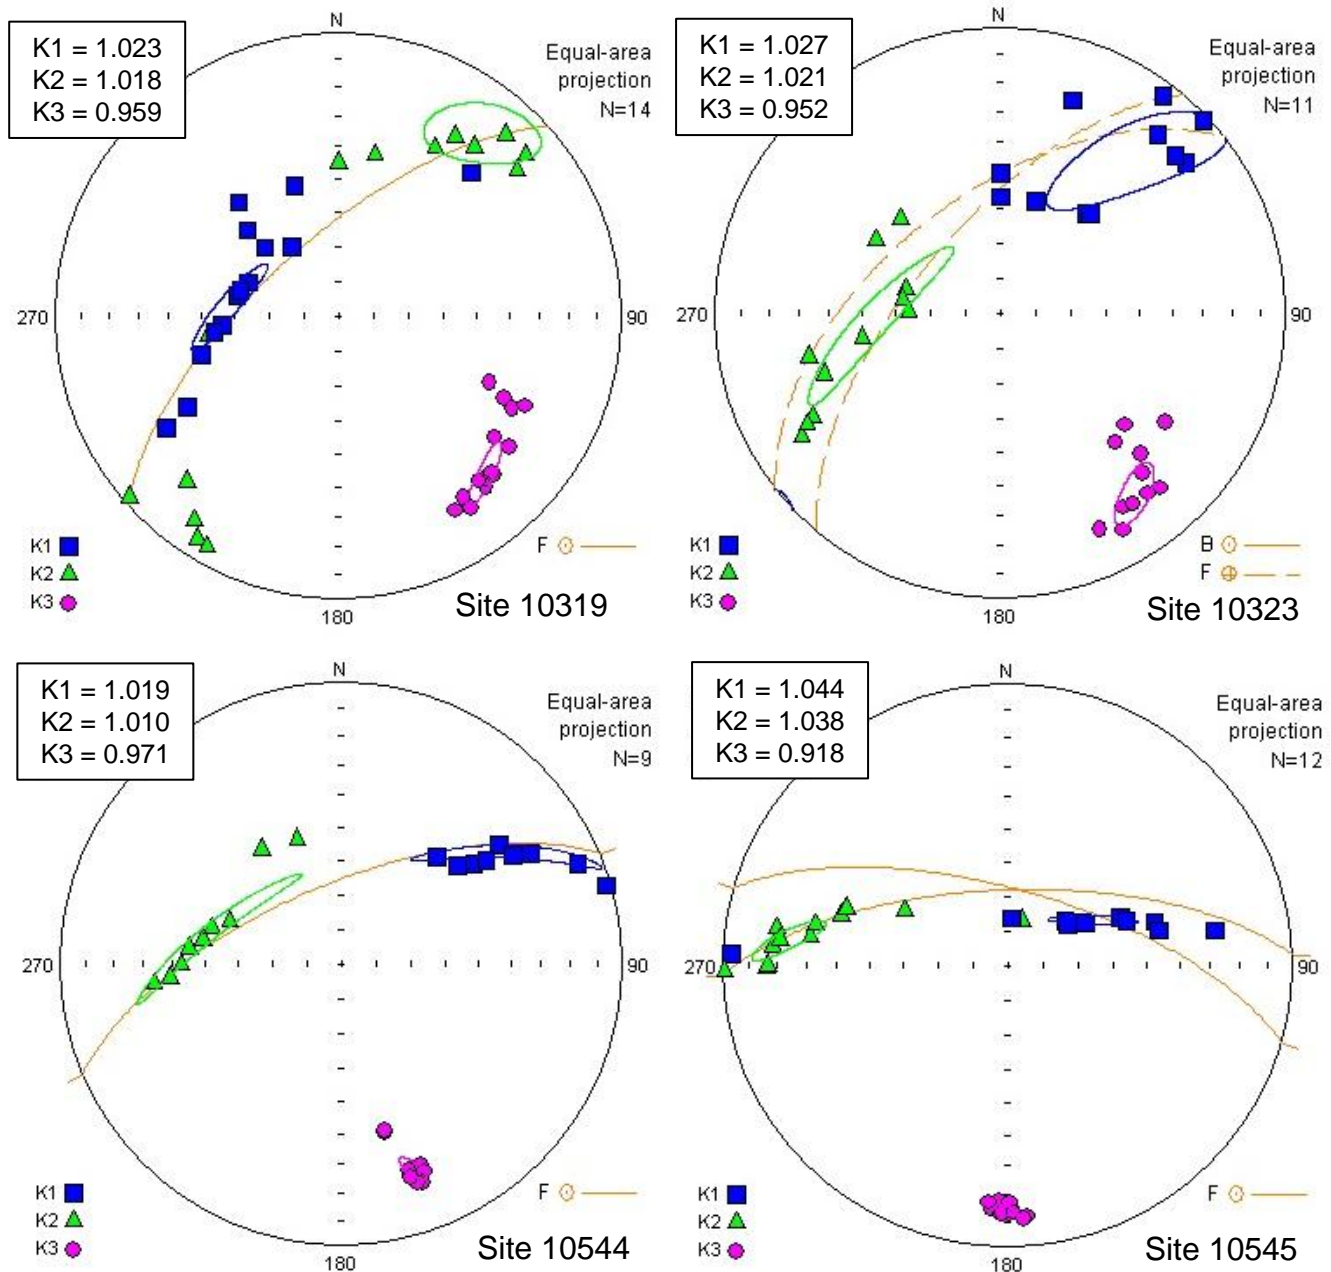 K1 = 1.023
K2 = 1.018
K3 = 0.959
N
Equal-area
projection
N=14
270
90
180
K1
K2
K3
F
Site 10319
K1 = 1.027
K2 = 1.021
K3 = 0.952
N
Equal-area
projection
N=11
270
90
180
K1
K2
K3
B
F
Site 10323
K1 = 1.019
K2 = 1.010
K3 = 0.971
N
Equal-area
projection
N=9
270
90
180
K1
K2
K3
F
Site 10544
K1 = 1.044
K2 = 1.038
K3 = 0.918
N
Equal-area
projection
N=12
270
90
180
K1
K2
K3
F
Site 10545